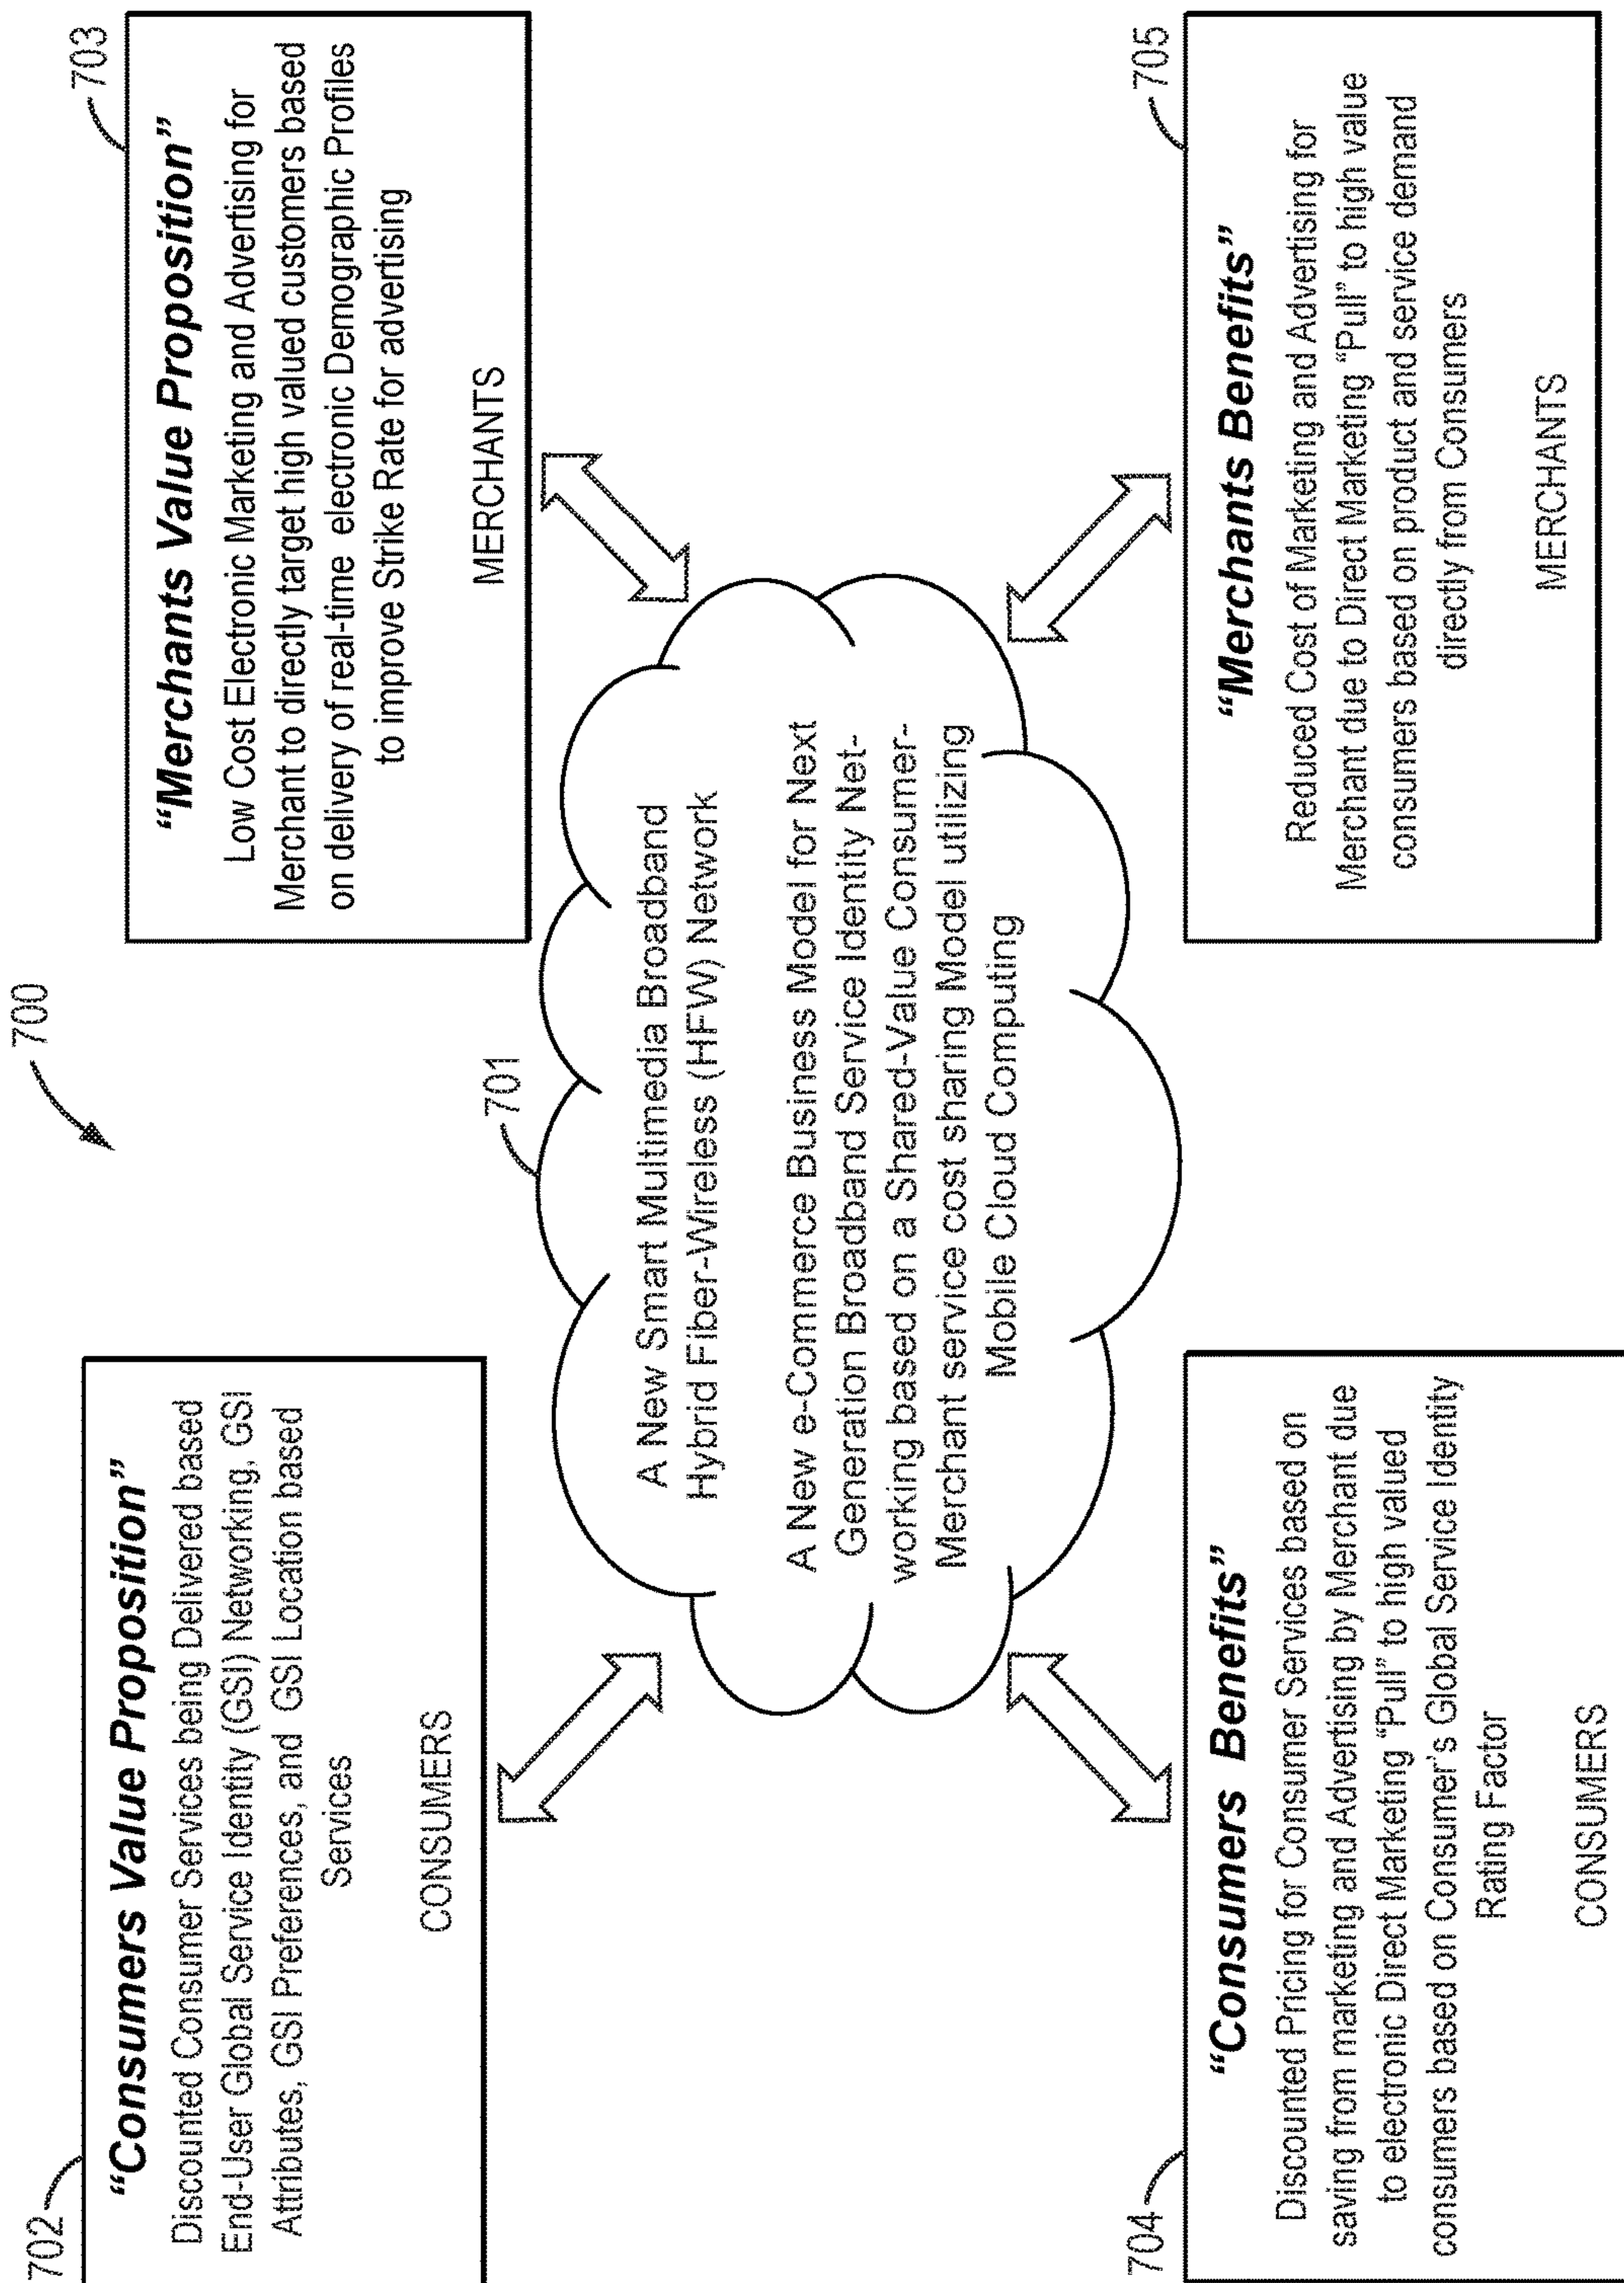 700
702
"Consumers Value Proposition"
Discounted Consumer Services being Delivered based
End-User Global Service Identity (GSI) Networking, GSI
Attributes, GSI Preferences, and GSI Location based
Services
CONSUMERS
703
"Merchants Value Proposition"
Low Cost Electronic Marketing and Advertising for
Merchant to directly target high valued customers based
on delivery of real-time electronic Demographic Profiles
to improve Strike Rate for advertising
MERCHANTS
701
A New Smart Multimedia Broadband
Hybrid Fiber-Wireless (HFW) Network
A New e-Commerce Business Model for Next
Generation Broadband Service Identity Net-
working based on a Shared-Value Consumer-
Merchant service cost sharing Model utilizing
Mobile Cloud Computing
704
"Consumers Benefits"
Discounted Pricing for Consumer Services based on
saving from marketing and Advertising by Merchant due
to electronic Direct Marketing "Pull" to high valued
consumers based on Consumer's Global Service Identity
Rating Factor
CONSUMERS
705
"Merchants Benefits"
Reduced Cost of Marketing and Advertising for
Merchant due to Direct Marketing "Pull" to high value
consumers based on product and service demand
directly from Consumers
MERCHANTS